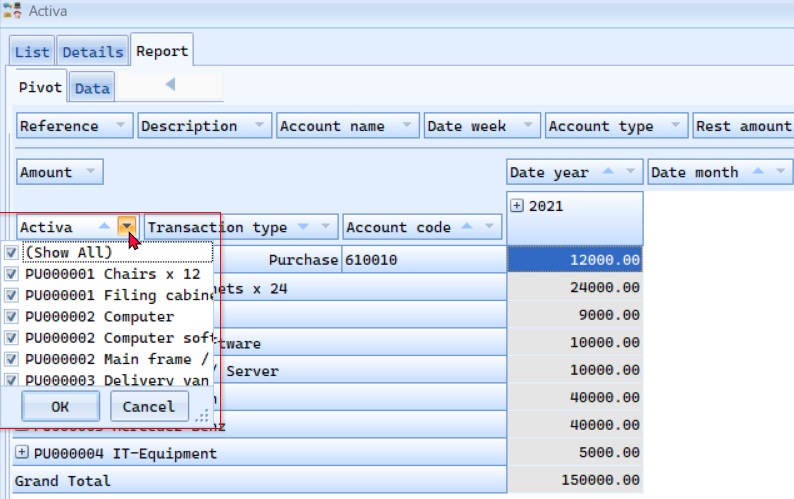 Activa
List Details Report
Pivot Data
Reference Description Account name Date week Account type Rest amount
Amount Date year Date month
2021
Activa Transaction type Account code
(Show All) Purchase 610010 12000.00
PU000001 Chairs x 12
PU000001 Filing cabine ets x 24 24000.00
PU000002 Computer 9000.00
PU000002 Computer soft tware 10000.00
PU000002 Main frame / / Server 10000.00
PU000003 Delivery van 40000.00
OK Cancel
40000.00
PU000004 IT-Equipment 5000.00
Grand Total 150000.00